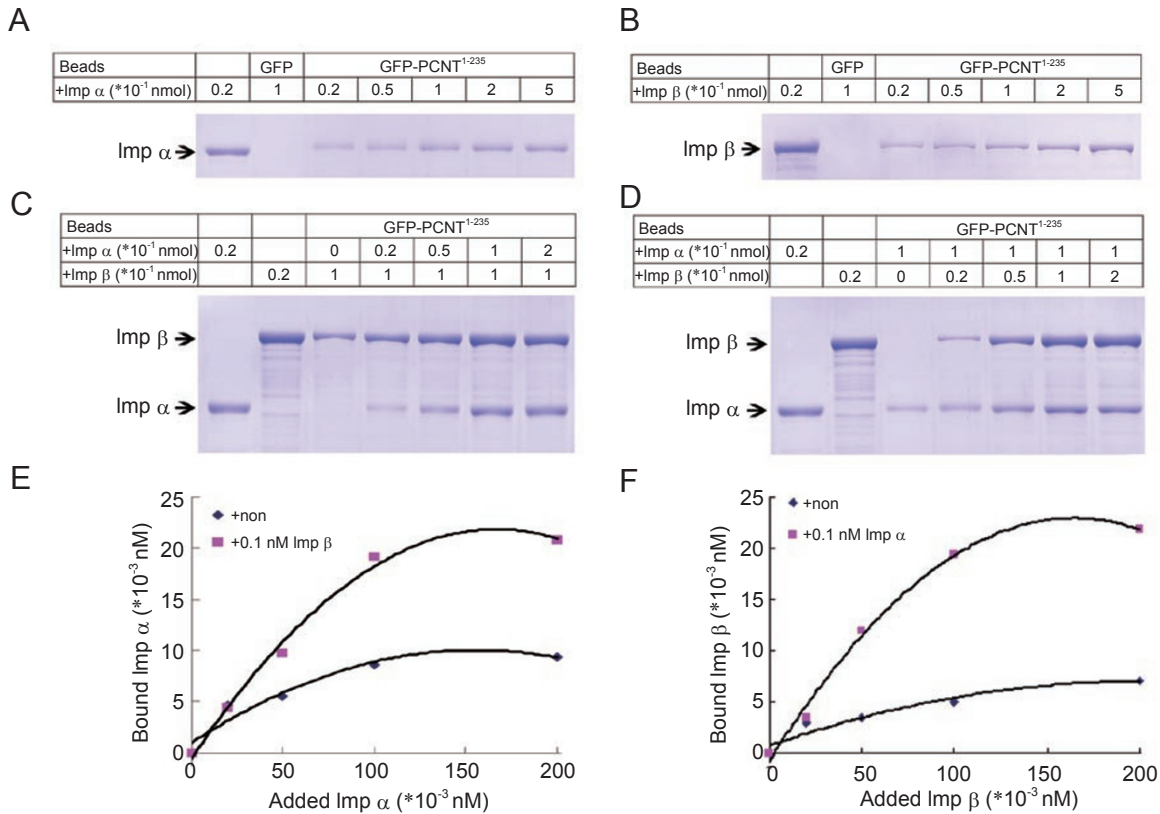 A
Beads GFP GFP-PCNT1-235
+Imp α (*10-1 nmol) 0.2 1 0.2 0.5 1 2 5
Imp α
B
Beads GFP GFP-PCNT1-235
+Imp β (*10-1 nmol) 0.2 1 0.2 0.5 1 2 5
Imp β
C
Beads GFP-PCNT1-235
+Imp α (*10-1 nmol) 0.2 0 0.2 0.5 1 2
+Imp β (*10-1 nmol) 0.2 1 1 1 1 1
Imp β
Imp α
D
Beads GFP-PCNT1-235
+Imp α (*10-1 nmol) 0.2 1 1 1 1 1
+Imp β (*10-1 nmol) 0.2 0 0.2 0.5 1 2
Imp β
Imp α
E
Bound Imp α (*10-3 nM)
25
20
15
10
5
0
+non
+0.1 nM Imp β
0 50 100 150 200
Added Imp α (*10-3 nM)
F
Bound Imp β (*10-3 nM)
25
20
15
10
5
0
+non
+0.1 nM Imp α
0 50 100 150 200
Added Imp β (*10-3 nM)